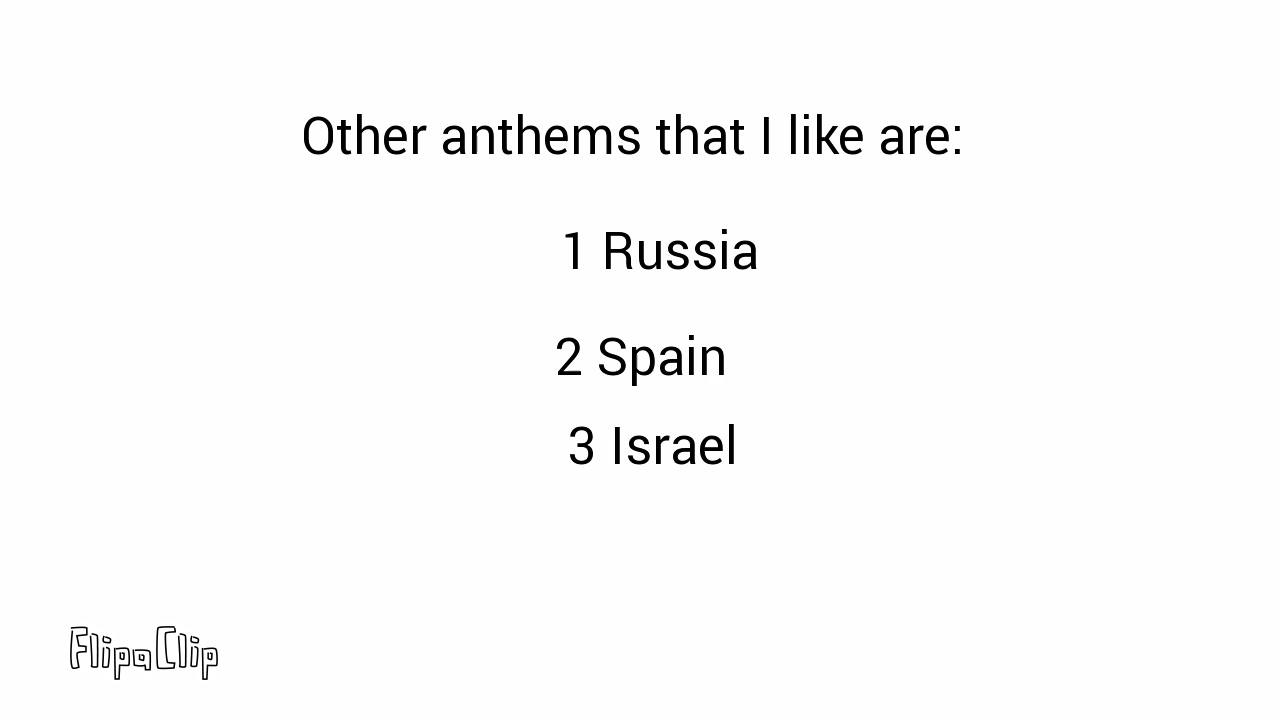 Other anthems that I like are:
1 Russia
2 Spain
3 Israel
FlipaClip